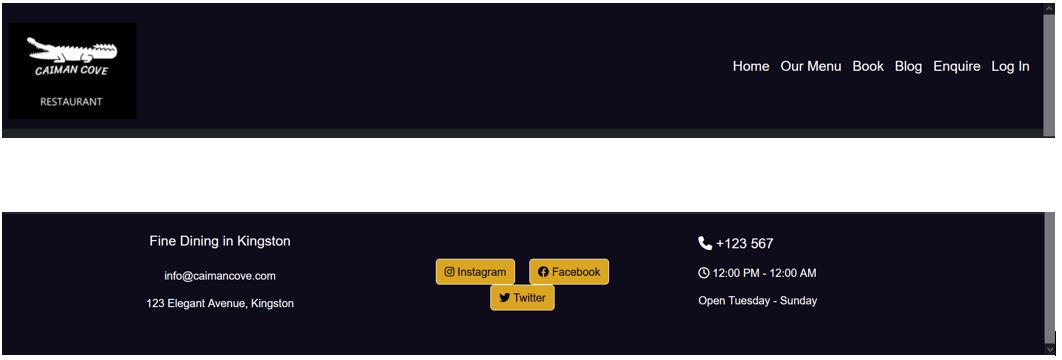 CAIMAN COVE
RESTAURANT
Home Our Menu Book Blog Enquire Log In
Fine Dining in Kingston
info@caimancove.com
123 Elegant Avenue, Kingston
Instagram Facebook
Twitter
+123 567
12:00 PM - 12:00 AM
Open Tuesday - Sunday